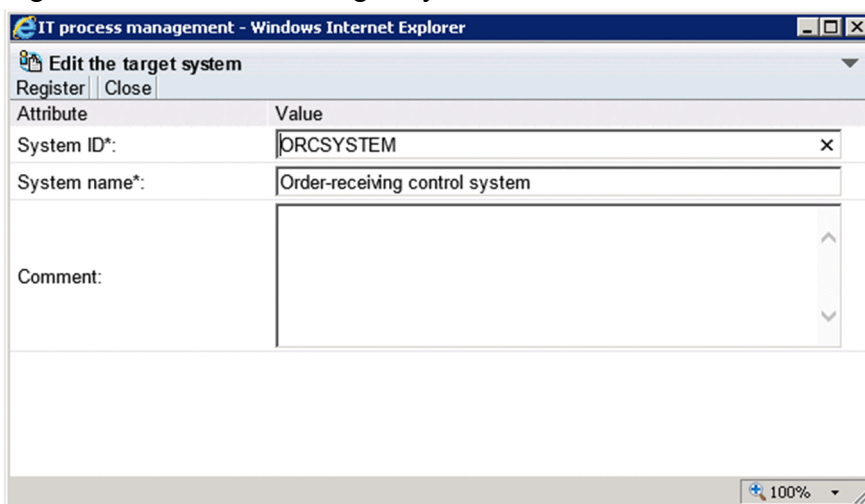 IT process management - Windows Internet Explorer
Edit the target system
Register Close
Attribute Value
System ID*: ORCSYSTEM
System name*: Order-receiving control system
Comment:
100%